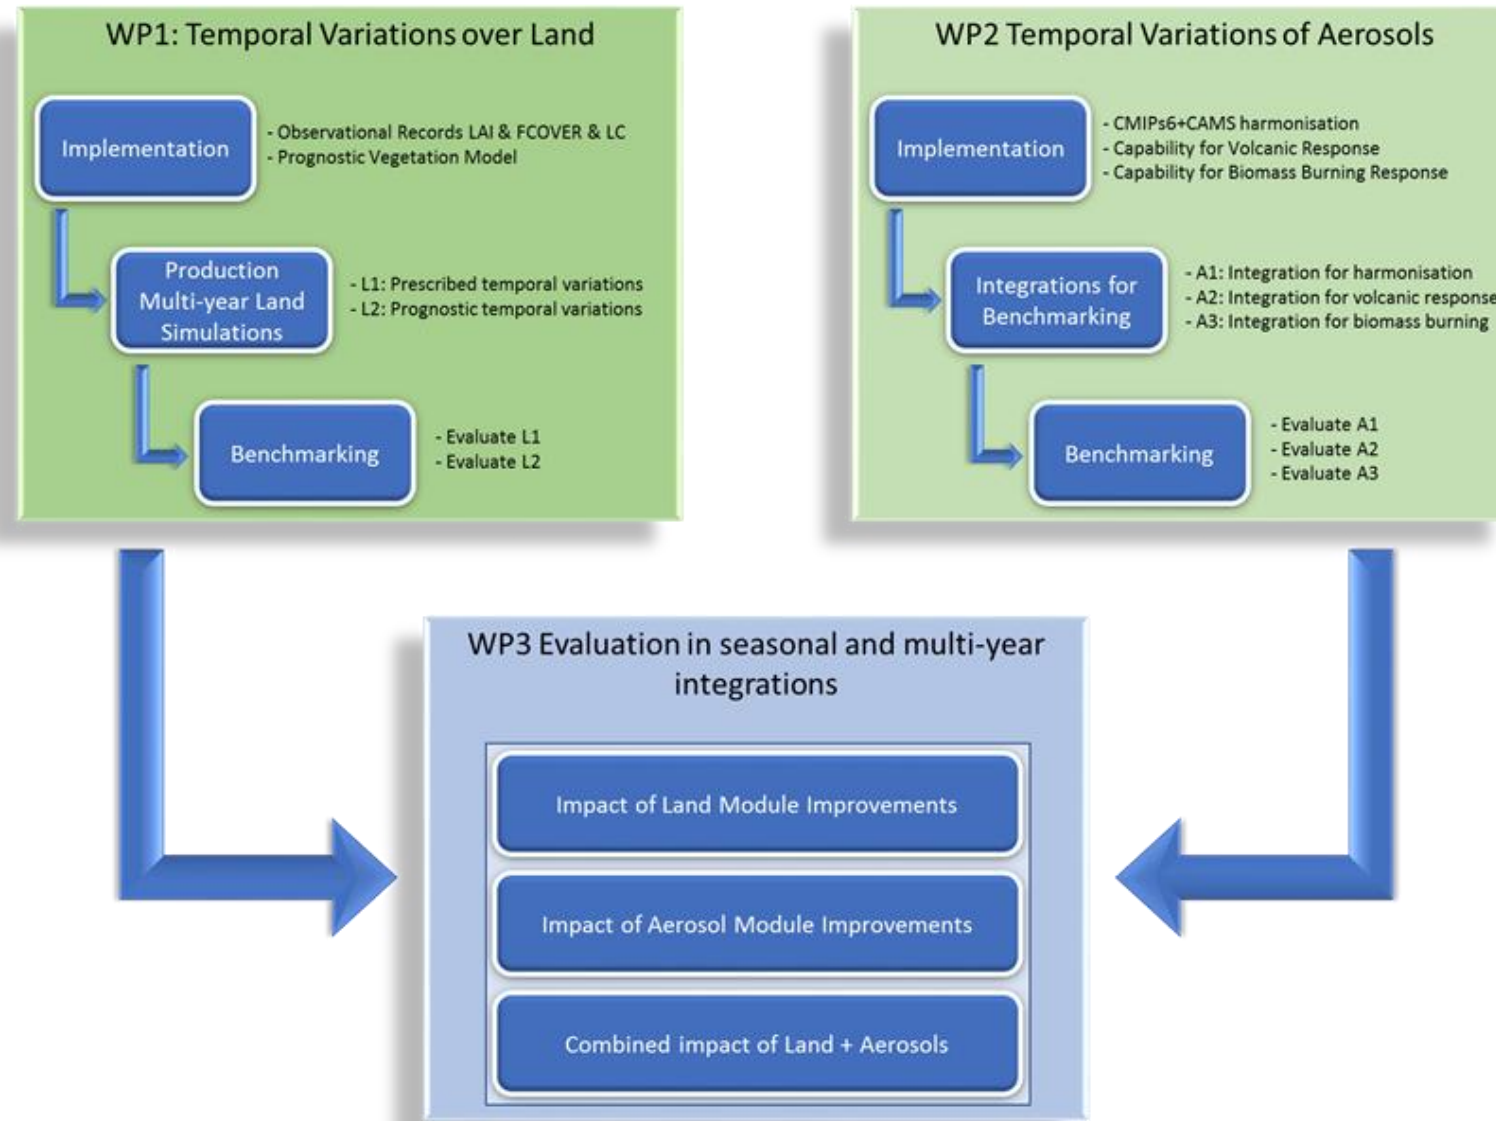 WP1: Temporal Variations over Land
Implementation
- Observational Records LAI & FCOVER & LC
- Prognostic Vegetation Model
Production
Multi-year Land
Simulations
- L1: Prescribed temporal variations
- L2: Prognostic temporal variations
Benchmarking
- Evaluate L1
- Evaluate L2
WP2 Temporal Variations of Aerosols
Implementation
- CMIPs6+CAMS harmonisation
- Capability for Volcanic Response
- Capability for Biomass Burning Response
Integrations for
Benchmarking
- A1: Integration for harmonisation
- A2: Integration for volcanic response
- A3: Integration for biomass burning
Benchmarking
- Evaluate A1
- Evaluate A2
- Evaluate A3
WP3 Evaluation in seasonal and multi-year
integrations
Impact of Land Module Improvements
Impact of Aerosol Module Improvements
Combined impact of Land + Aerosols